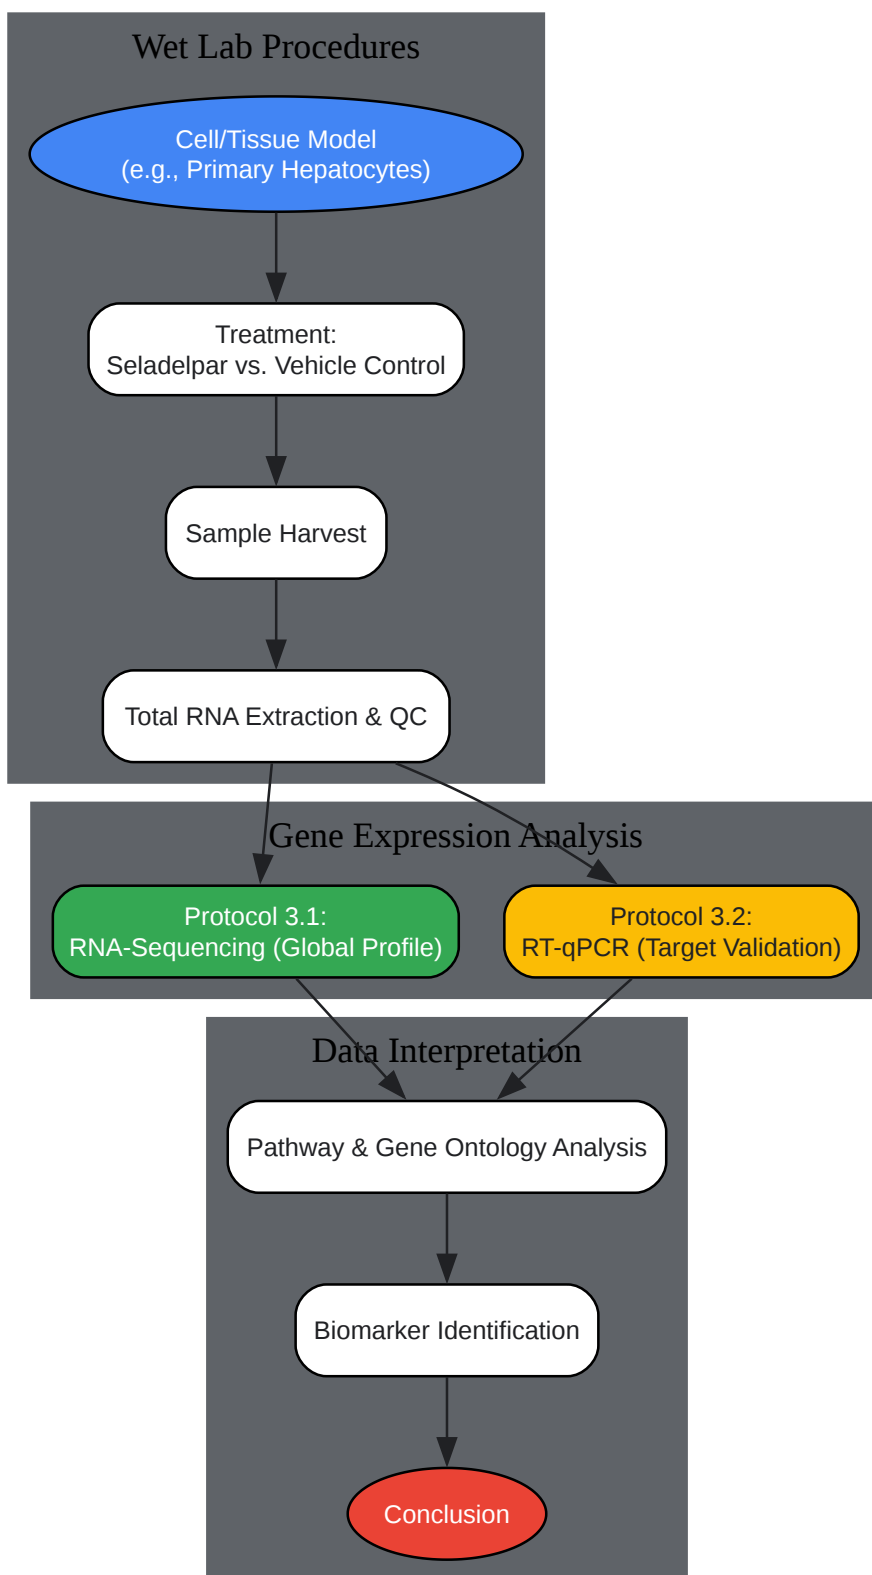 Wet Lab Procedures
Cell/Tissue Model
(e.g., Primary Hepatocytes)
Treatment:
Seladelpar vs. Vehicle Control
Sample Harvest
Total RNA Extraction & QC
Gene Expression Analysis
Protocol 3.1:
RNA-Sequencing (Global Profile)
Protocol 3.2:
RT-qPCR (Target Validation)
Data Interpretation
Pathway & Gene Ontology Analysis
Biomarker Identification
Conclusion